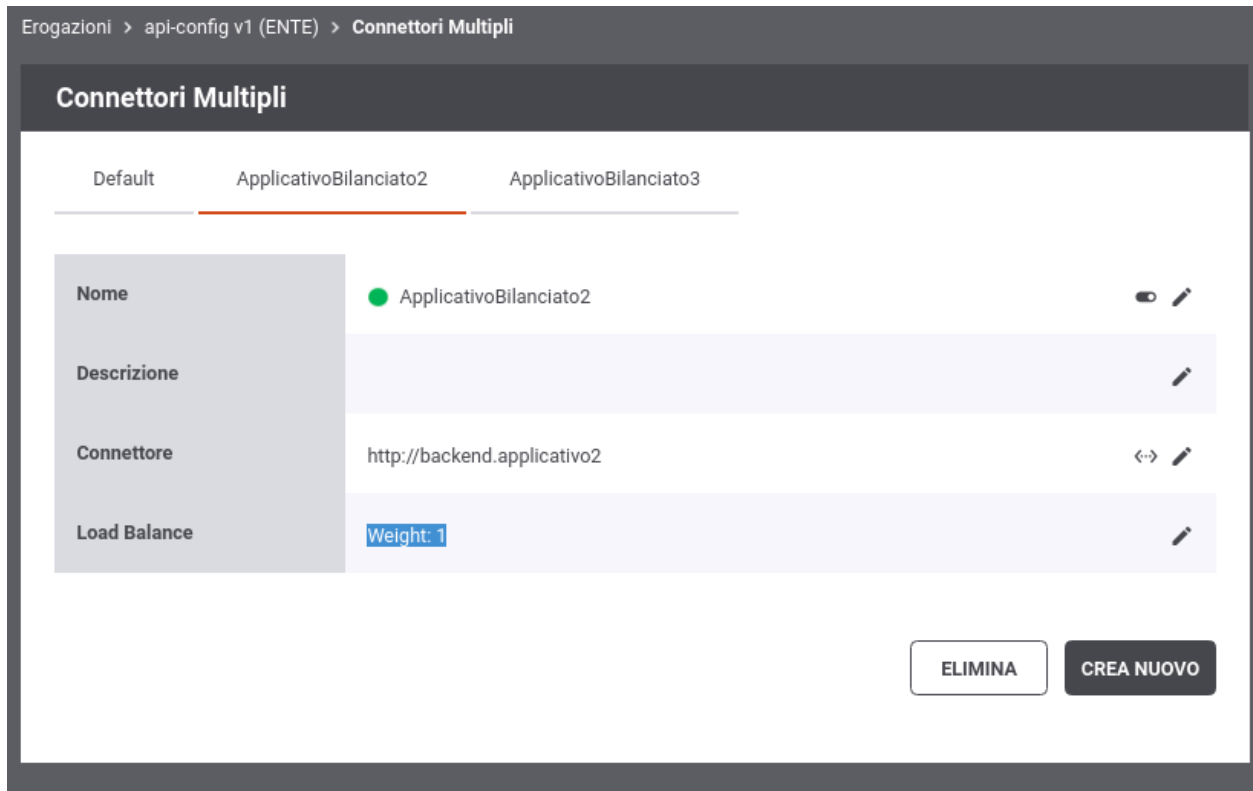 Erogazioni > api-config v1 (ENTE) > Connettori Multipli
Connettori Multipli
Default ApplicativoBilanciato2 ApplicativoBilanciato3
Nome ApplicativoBilanciato2
Descrizione
Connettore http://backend.applicativo2
Load Balance Weight: 1
ELIMINA CREA NUOVO